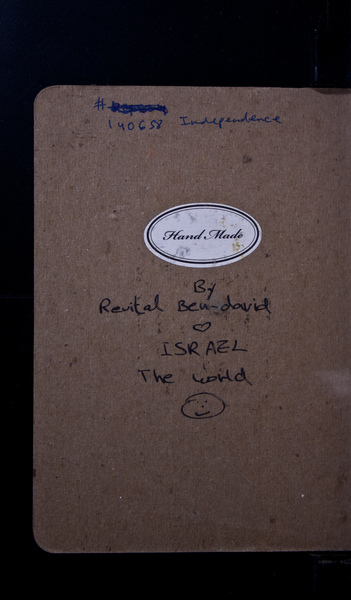 #
140658 Independence
Hand Made
By
Revital Ben-david
ISRAEL
The world